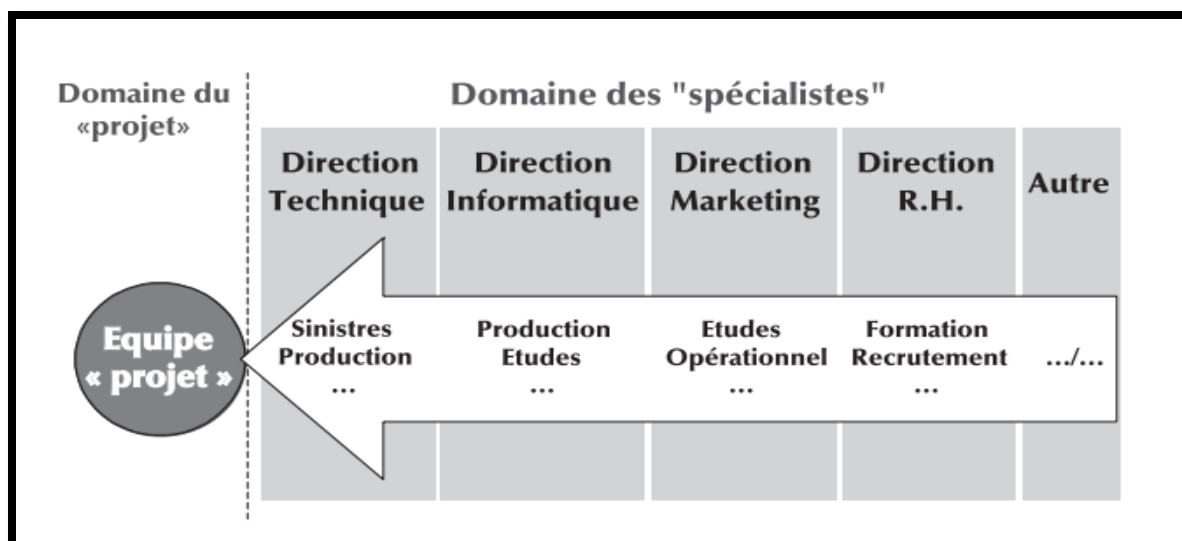 Domaine du
«projet»
Domaine des "spécialistes"
Direction
Technique
Direction
Informatique
Direction
Marketing
Direction
R.H.
Autre
Equipe
« projet »
Sinistres
Production
...
Production
Etudes
...
Etudes
Opérationnel
...
Formation
Recrutement
...
.../...